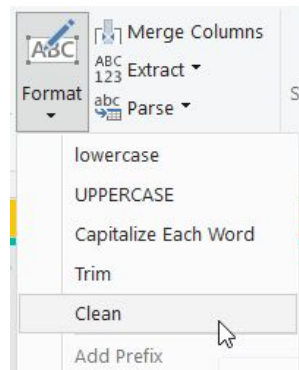 Merge Columns
ABC
ABC
123 Extract
Format
abc Parse
lowercase
UPPERCASE
Capitalize Each Word
Trim
Clean
Add Prefix